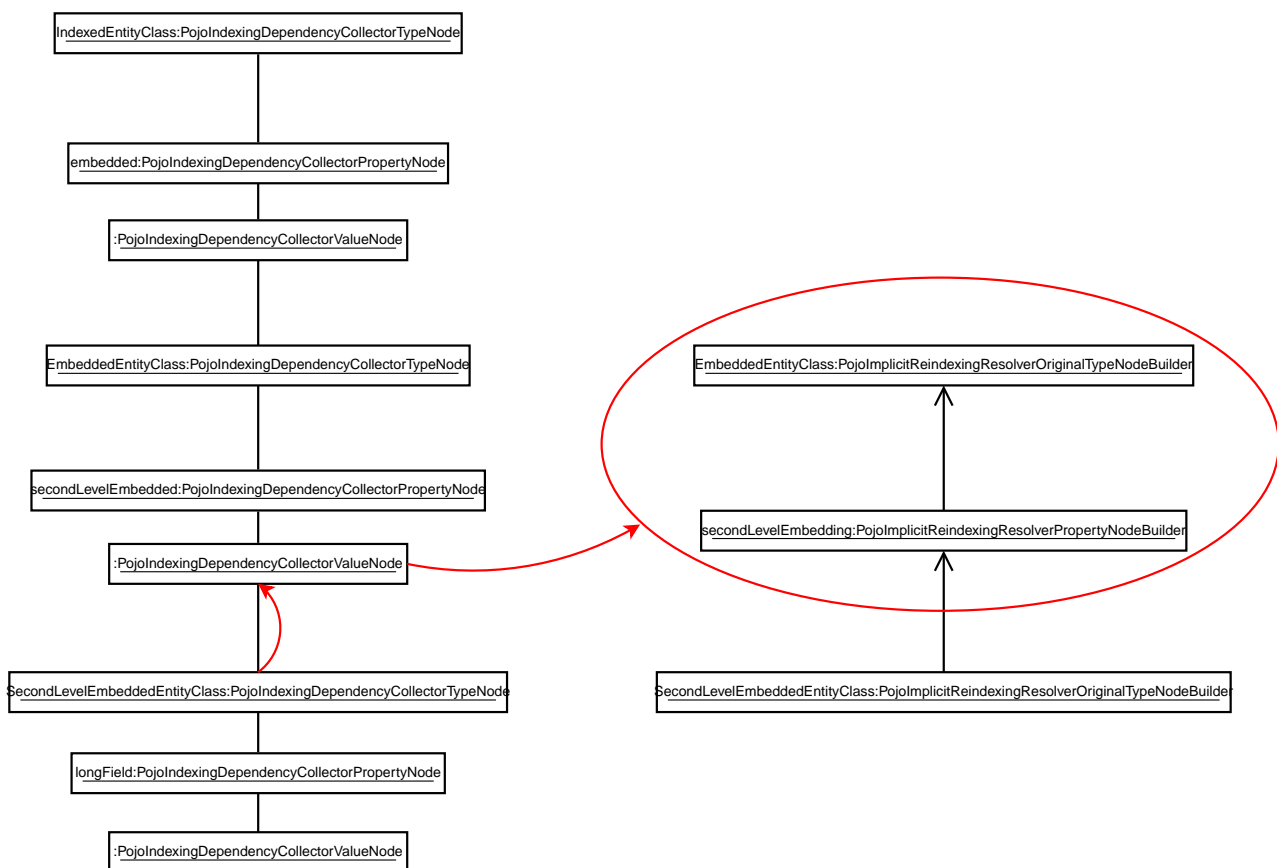 IndexedEntityClass:PojoIndexingDependencyCollectorTypeNode
embedded:PojoIndexingDependencyCollectorPropertyNode
:PojoIndexingDependencyCollectorValueNode
EmbeddedEntityClass:PojoIndexingDependencyCollectorTypeNode
secondLevelEmbedded:PojoIndexingDependencyCollectorPropertyNode
:PojoIndexingDependencyCollectorValueNode
SecondLevelEmbeddedEntityClass:PojoIndexingDependencyCollectorTypeNode
longField:PojoIndexingDependencyCollectorPropertyNode
:PojoIndexingDependencyCollectorValueNode
EmbeddedEntityClass:PojoImplicitReindexingResolverOriginalTypeNodeBuilder
secondLevelEmbedding:PojoImplicitReindexingResolverPropertyNodeBuilder
SecondLevelEmbeddedEntityClass:PojoImplicitReindexingResolverOriginalTypeNodeBuilder